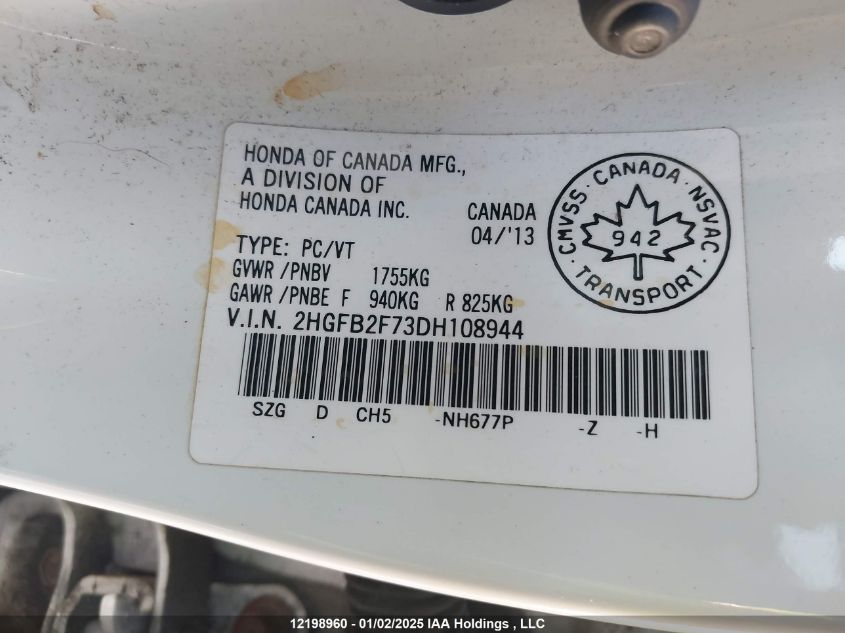 HONDA OF CANADA MFG.,
A DIVISION OF
HONDA CANADA INC.
CANADA
04/'13
TYPE: PC/VT
GVWR /PNBV 1755KG
GAWR /PNBE F 940KG R 825KG
V.I.N. 2HGFB2F73DH108944
SZG D CH5 -NH677P -Z -H
CMVSS · CANADA · NSVAC · TRANSPORT ·
942
12198960 - 01/02/2025 IAA Holdings , LLC